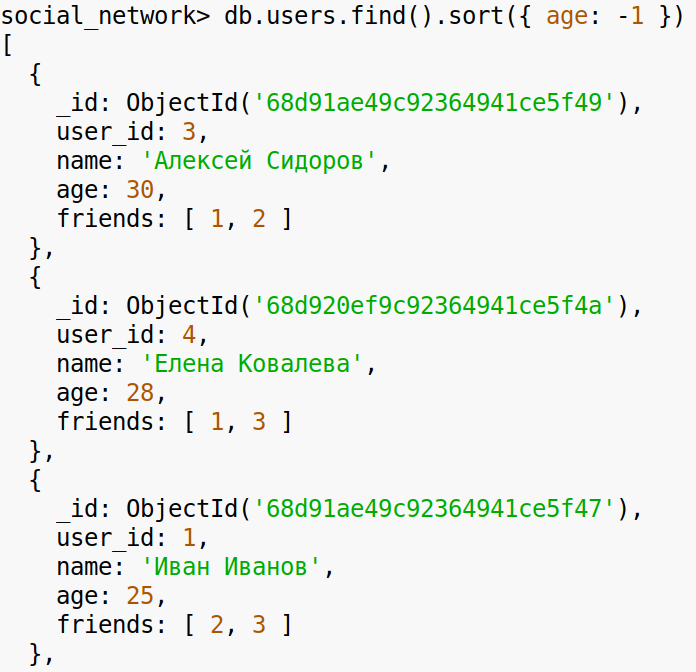 social_network> db.users.find().sort({ age: -1 })
[
  {
    _id: ObjectId('68d91ae49c92364941ce5f49'),
    user_id: 3,
    name: 'Алексей Сидоров',
    age: 30,
    friends: [ 1, 2 ]
  },
  {
    _id: ObjectId('68d920ef9c92364941ce5f4a'),
    user_id: 4,
    name: 'Елена Ковалева',
    age: 28,
    friends: [ 1, 3 ]
  },
  {
    _id: ObjectId('68d91ae49c92364941ce5f47'),
    user_id: 1,
    name: 'Иван Иванов',
    age: 25,
    friends: [ 2, 3 ]
  },